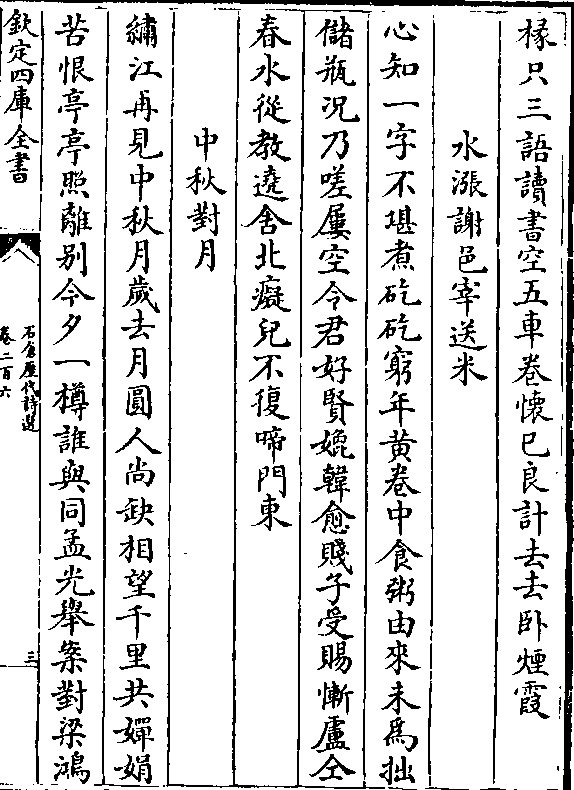 椽只三語讀書空五車卷懷已良計去去卧煙霞
水漲謝邑宰送米
心知一字不堪煮矻矻窮年黄卷中食粥由來未為拙
儲瓶况乃嗟屢空今君好賢媲韓愈賤子受賜慚盧仝
春水從教遶舍北癡兒不復啼門東
中秋對月
繡江再見中秋月歲去月圓人尚缺相望千里共嬋娟
苦恨亭亭照離别今夕一樽誰與同孟光舉案對梁鴻
欽定四庫全書
石倉歷代詩選
卷二百六
三